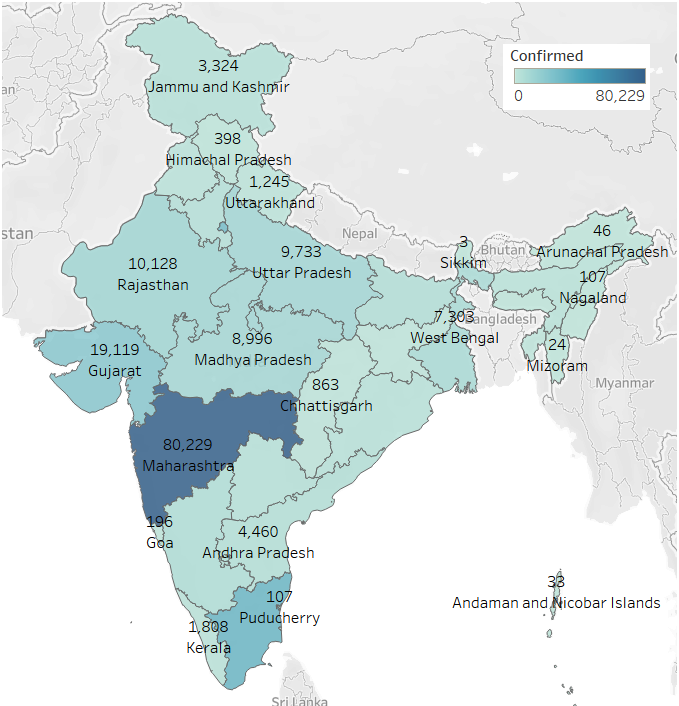 Confirmed
0 80,229
3,324
Jammu and Kashmir
398
Himachal Pradesh
1,245
Uttarakhand
Nepal
3
Sikkim
Bhutan
46
Arunachal Pradesh
stan
10,128
Rajasthan
9,733
Uttar Pradesh
107
Nagaland
7,303
West Bengal
angladesh
19,119
Gujarat
8,996
Madhya Pradesh
24
Mizoram
Myanmar
863
Chhattisgarh
80,229
Maharashtra
196
Goa
4,460
Andhra Pradesh
33
Andaman and Nicobar Islands
107
Puducherry
1,808
Kerala
Sri Lanka